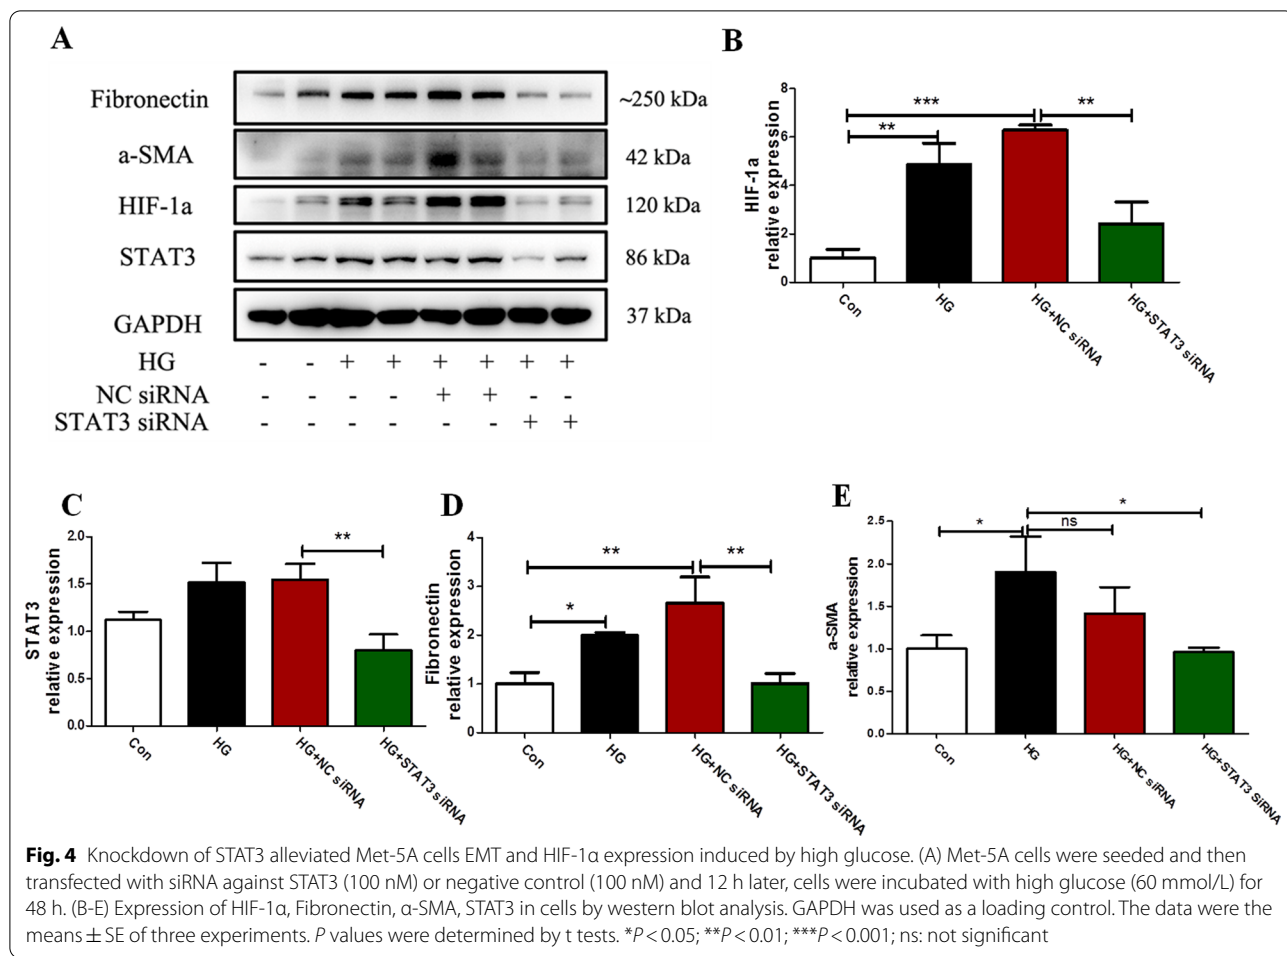 A
Fibronectin
~250 kDa
a-SMA
42 kDa
HIF-1a
120 kDa
STAT3
86 kDa
GAPDH
37 kDa
HG - - + + + + + +
NC siRNA - - - - + + - -
STAT3 siRNA - - - - - - + +
B
HIF-1a
relative expression
8
6
4
2
0
***
**
**
Con
HG
HG+NC siRNA
HG+STAT3 siRNA
C
STAT3
relative expression
2.0
1.5
1.0
0.5
0.0
**
Con
HG
HG+NC siRNA
HG+STAT3 siRNA
D
Fibronectin
relative expression
4
3
2
1
0
**
**
*
Con
HG
HG+NC siRNA
HG+STAT3 siRNA
E
a-SMA
relative expression
2.5
2.0
1.5
1.0
0.5
0.0
*
*
ns
Con
HG
HG+NC siRNA
HG+STAT3 SiRNA
Fig. 4 Knockdown of STAT3 alleviated Met-5A cells EMT and HIF-1α expression induced by high glucose. (A) Met-5A cells were seeded and then
transfected with siRNA against STAT3 (100 nM) or negative control (100 nM) and 12 h later, cells were incubated with high glucose (60 mmol/L) for
48 h. (B-E) Expression of HIF-1α, Fibronectin, α-SMA, STAT3 in cells by western blot analysis. GAPDH was used as a loading control. The data were the
means ± SE of three experiments. P values were determined by t tests. *P < 0.05; **P < 0.01; ***P < 0.001; ns: not significant